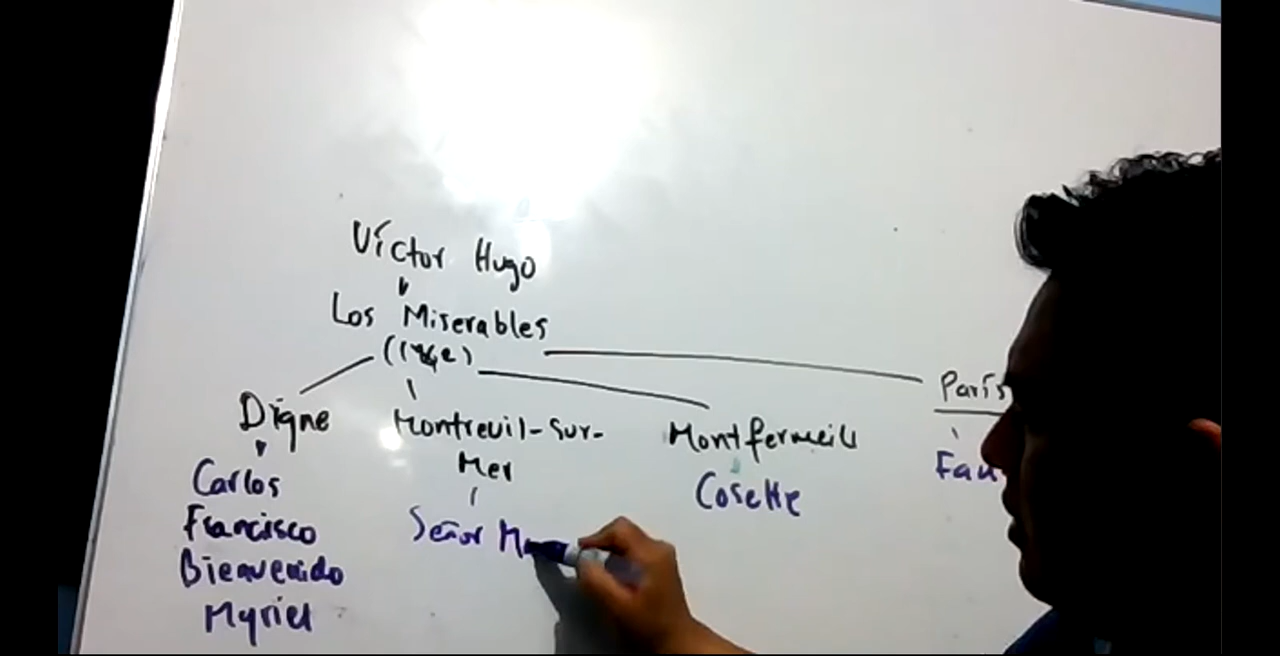 Víctor Hugo
Los Miserables
Digne
Montreuil-Sur-
Mer
Montfermeil
París
Carlos
Francisco
Bienvenido
Myriel
Señor
Cosette